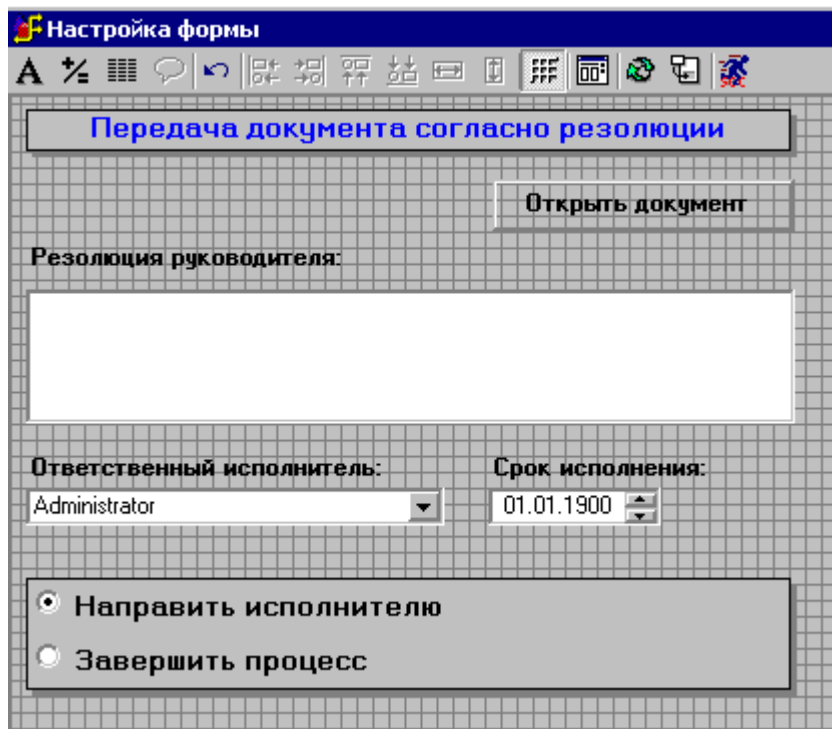 Настройка формы
Передача документа согласно резолюции
Открыть документ
Резолюция руководителя:
Ответственный исполнитель: Срок исполнения:
Administrator 01.01.1900
Направить исполнителю
Завершить процесс